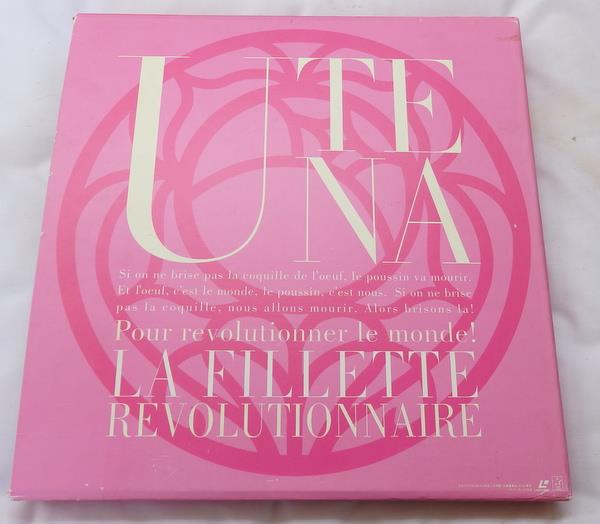 UTE
NA
Si on ne brise pas la coquille de l'oeuf, le poussin va mourir.
Et l'oeuf, c'est le monde, le poussin, c'est nous. Si on ne brise
pas la coquille, nous allons mourir. Alors brisons la!
Pour revolutionner le monde!
LA FILLETTE
REVOLUTIONNAIRE